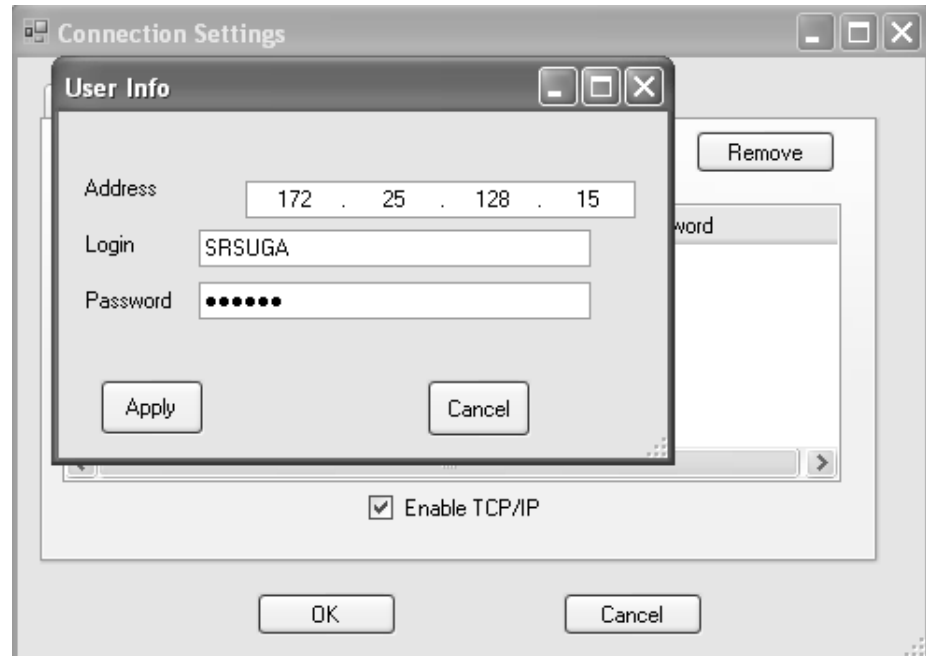 Connection Settings
User Info
Remove
Address 172 . 25 . 128 . 15
Login SRSUGA
Password ●●●●●●
Apply Cancel
Enable TCP/IP
OK Cancel